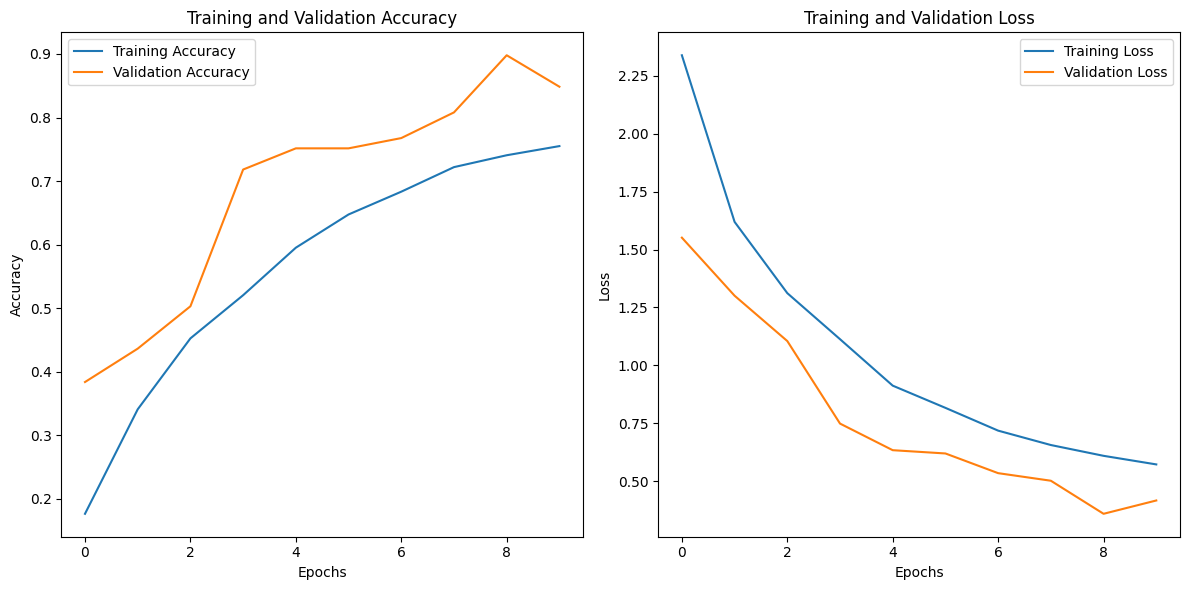 Training and Validation Accuracy
Training Accuracy
Validation Accuracy
0.9
0.8
0.7
0.6
0.5
0.4
0.3
0.2
Accuracy
0 2 4 6 8
Epochs
Training and Validation Loss
Training Loss
Validation Loss
2.25
2.00
1.75
1.50
1.25
1.00
0.75
0.50
Loss
0 2 4 6 8
Epochs